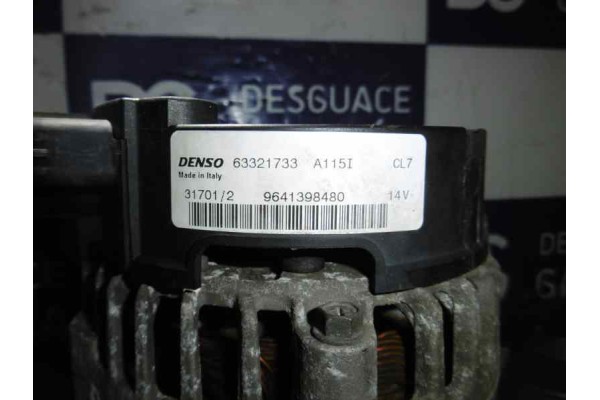 DESGUACE
DENSO 63321733 A115I CL7
Made in Italy
31701/2 9641398480 14V-